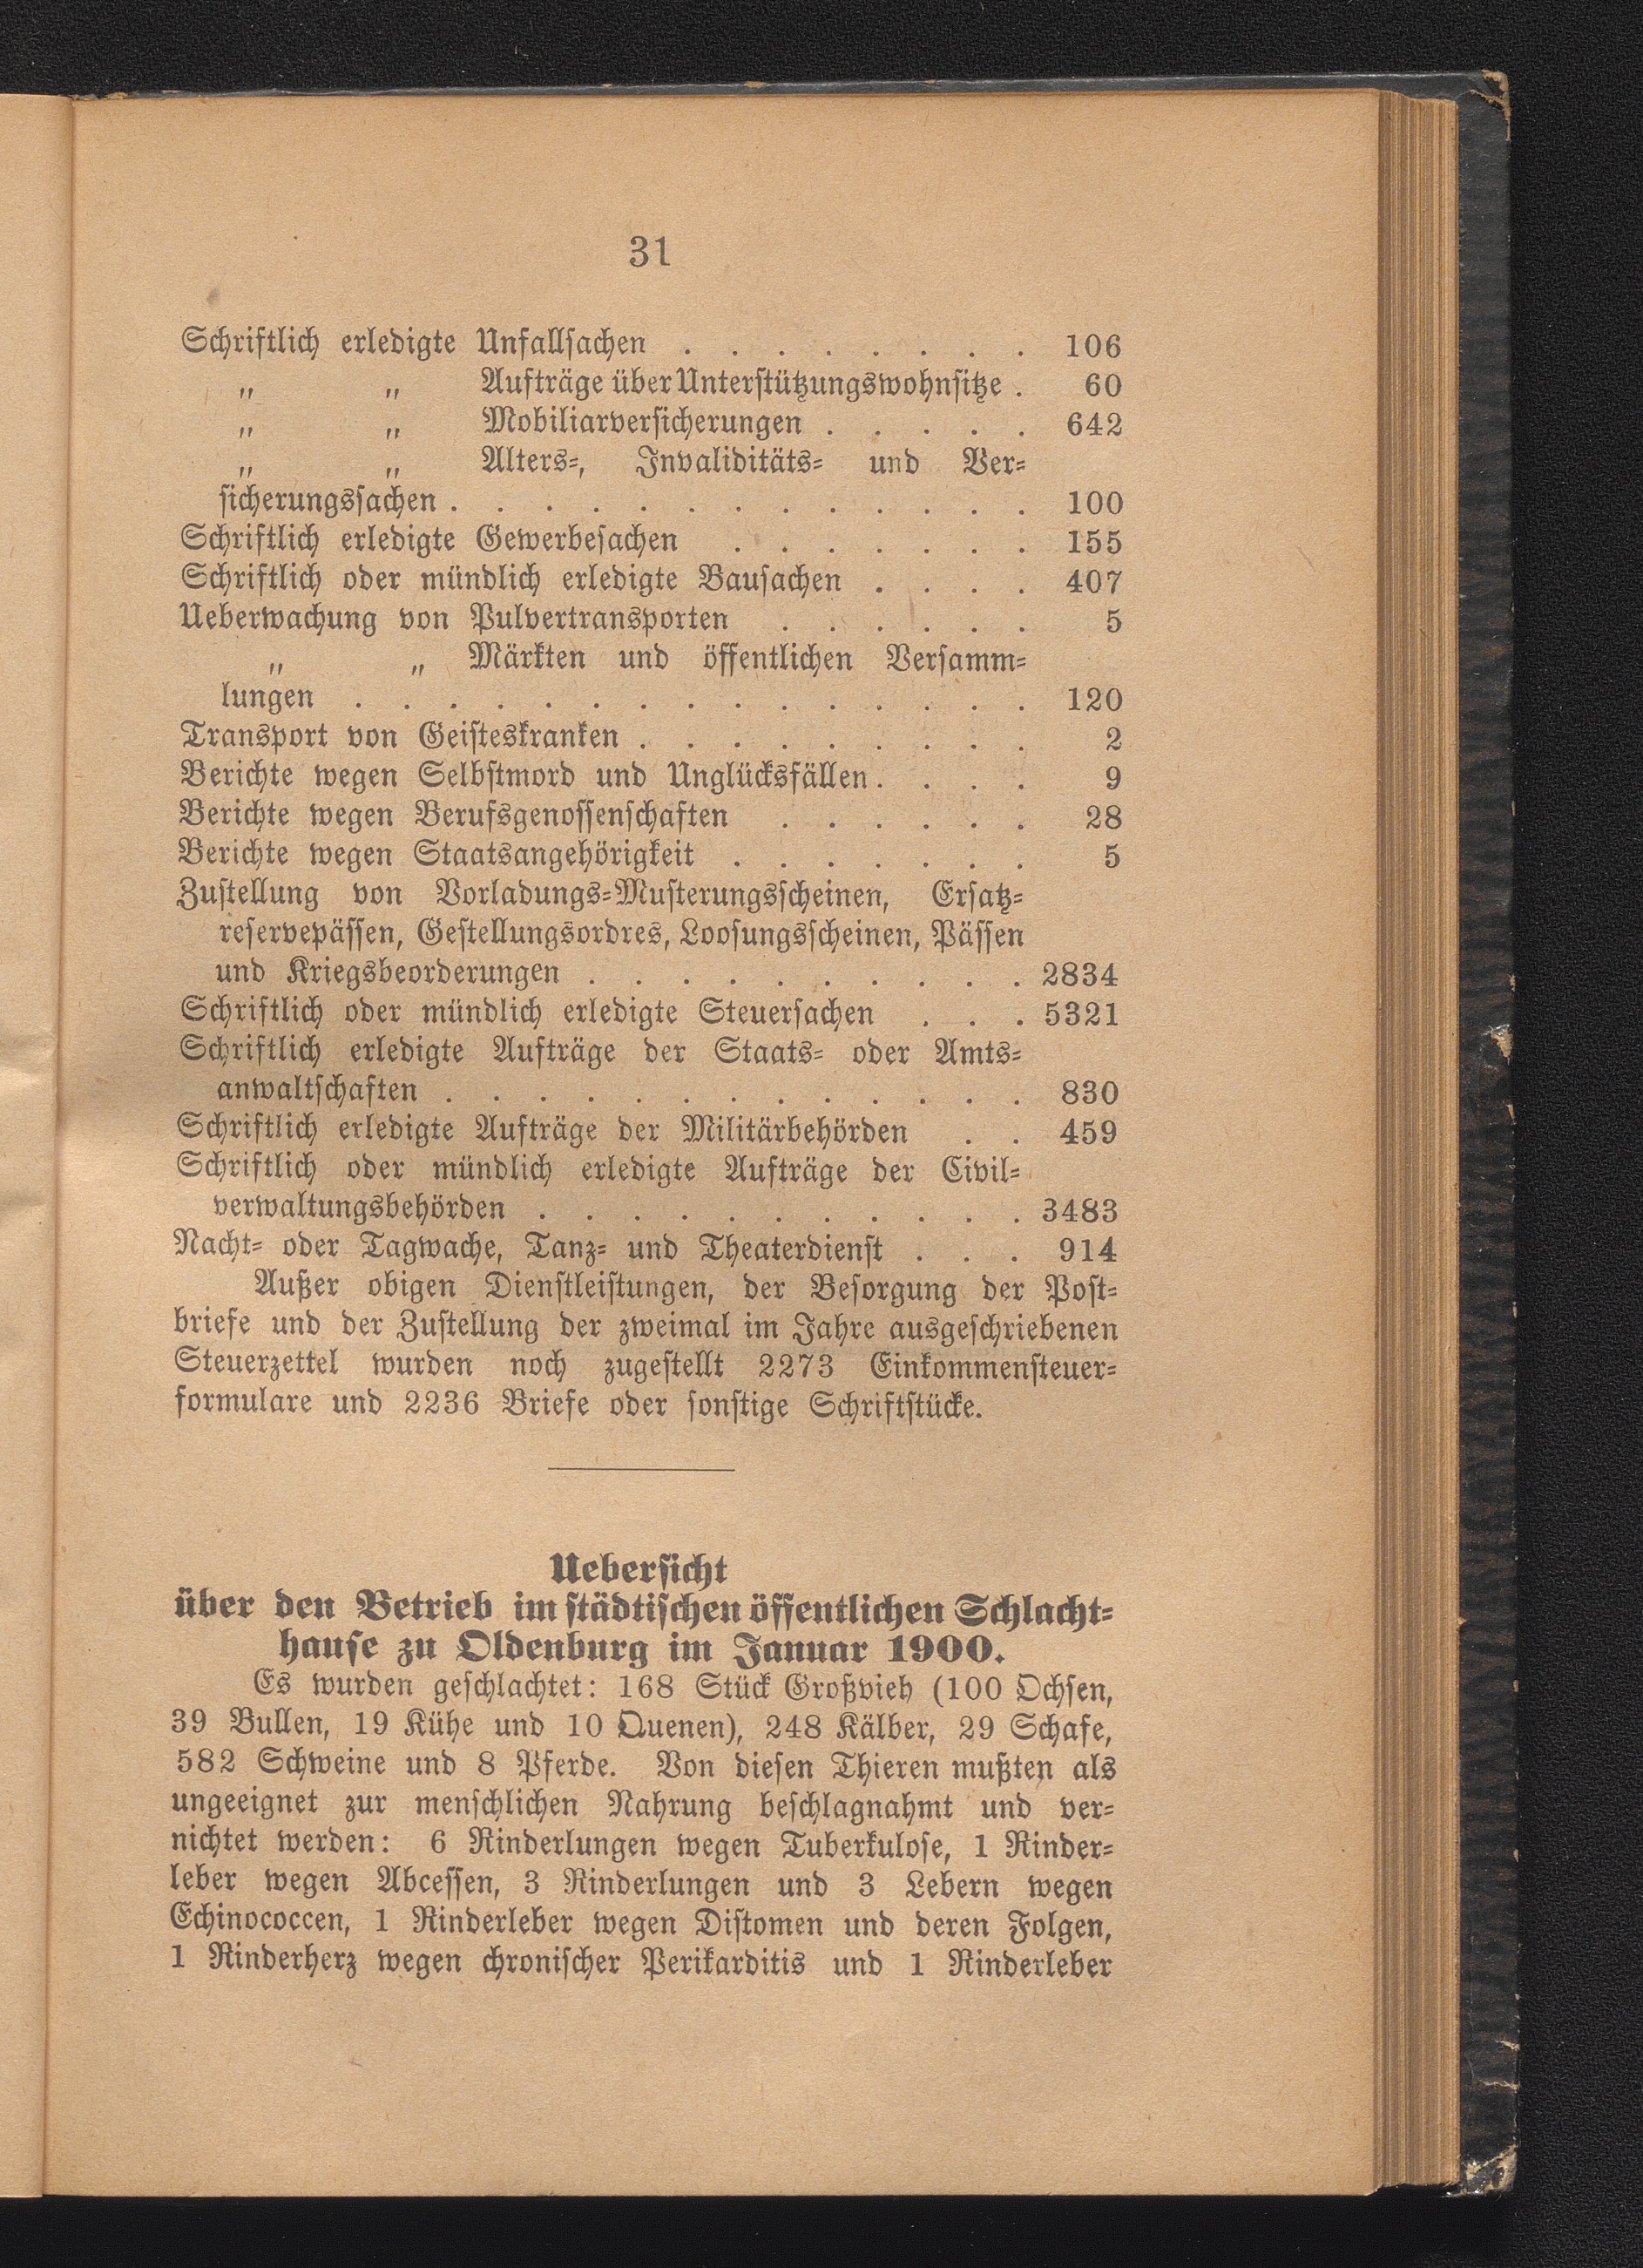 31
Schriftlich erledigte Unfallsachen . . . . . . . . 106
„ „ Aufträge über Unterstützungswohnsitze . 60
„ „ Mobiliarversicherungen . . . . . 642
„ „ Alters-, Invaliditäts- und Ver-
sicherungssachen . . . . . . . . . . . . . 100
Schriftlich erledigte Gewerbesachen . . . . . . . 155
Schriftlich oder mündlich erledigte Bausachen . . . . 407
Ueberwachung von Pulvertransporten . . . . . . 5
„ „ Märkten und öffentlichen Versamm-
lungen . . . . . . . . . . . . . . . 120
Transport von Geisteskranken . . . . . . . . . 2
Berichte wegen Selbstmord und Unglücksfällen . . . . 9
Berichte wegen Berufsgenossenschaften . . . . . . 28
Berichte wegen Staatsangehörigkeit . . . . . . . 5
Zustellung von Vorladungs-Musterungsscheinen, Ersatz-
reservepässen, Gestellungsordres, Loosungsscheinen, Pässen
und Kriegsbeorderungen . . . . . . . . . . 2834
Schriftlich oder mündlich erledigte Steuersachen . . . 5321
Schriftlich erledigte Aufträge der Staats- oder Amts-
anwaltschaften . . . . . . . . . . . . . 830
Schriftlich erledigte Aufträge der Militärbehörden . . 459
Schriftlich oder mündlich erledigte Aufträge der Civil-
verwaltungsbehörden . . . . . . . . . . . 3483
Nacht- oder Tagwache, Tanz- und Theaterdienst . . . 914
Außer obigen Dienstleistungen, der Besorgung der Post-
briefe und der Zustellung der zweimal im Jahre ausgeschriebenen
Steuerzettel wurden noch zugestellt 2273 Einkommensteuer-
formulare und 2236 Briefe oder sonstige Schriftstücke.
Uebersicht
über den Betrieb im städtischen öffentlichen Schlacht-
hause zu Oldenburg im Januar 1900.
Es wurden geschlachtet: 168 Stück Großvieh (100 Ochsen,
39 Bullen, 19 Kühe und 10 Quenen), 248 Kälber, 29 Schafe,
582 Schweine und 8 Pferde. Von diesen Thieren mußten als
ungeeignet zur menschlichen Nahrung beschlagnahmt und ver-
nichtet werden: 6 Rinderlungen wegen Tuberkulose, 1 Rinder-
leber wegen Abcessen, 3 Rinderlungen und 3 Lebern wegen
Echinococcen, 1 Rinderleber wegen Distomen und deren Folgen,
1 Rinderherz wegen chronischer Perikarditis und 1 Rinderleber